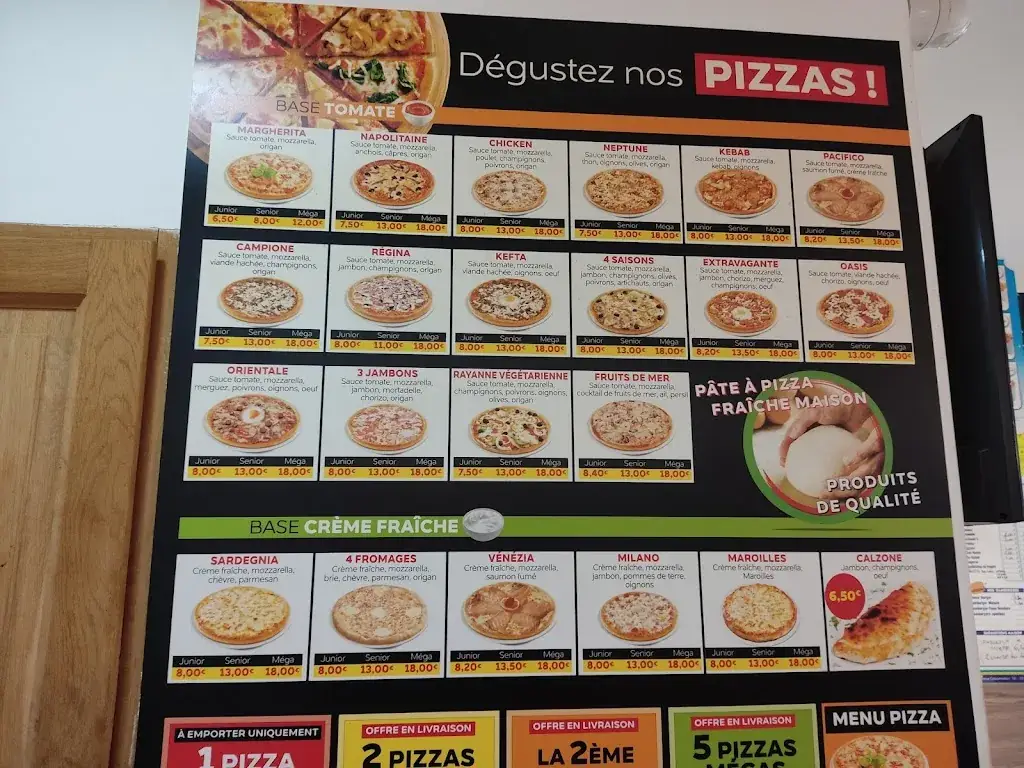 Dégustez nos PIZZAS !
BASE TOMATE
MARGHERITA
Sauce tomate, mozzarella,
origan
Junior Senior Méga
6,50€ 8,00€ 12,00€
NAPOLITAINE
Sauce tomate, mozzarella,
anchois, câpres, origan
Junior Senior Méga
7,50€ 13,00€ 18,00€
CHICKEN
Sauce tomate, mozzarella,
poulet, champignons,
poivrons, origan
Junior Senior Méga
8,00€ 13,00€ 18,00€
NEPTUNE
Sauce tomate, mozzarella,
thon, oignons, olives, origan
Junior Senior Méga
7,50€ 13,00€ 18,00€
KEBAB
Sauce tomate, mozzarella,
kebab, oignons
Junior Senior Méga
8,00€ 13,00€ 18,00€
PACIFICO
Sauce tomate, mozzarella,
saumon fumé, crème fraîche
Junior Senior Méga
8,20€ 13,50€ 18,00€
CAMPIONE
Sauce tomate, mozzarella,
viande hachée, champignons,
origan
Junior Senior Méga
7,50€ 13,00€ 18,00€
RÉGINA
Sauce tomate, mozzarella,
jambon, champignons, origan
Junior Senior Méga
8,00€ 11,00€ 18,00€
KEFTA
Sauce tomate, mozzarella,
viande hachée, oignons, oeuf
Junior Senior Méga
8,00€ 13,00€ 18,00€
4 SAISONS
Sauce tomate, mozzarella,
jambon, champignons, olives,
poivrons, artichauts, origan
Junior Senior Méga
8,00€ 13,00€ 18,00€
EXTRAVAGANTE
Sauce tomate, mozzarella,
jambon, chorizo, merguez,
champignons, oeuf
Junior Senior Méga
8,20€ 13,50€ 18,00€
OASIS
Sauce tomate, viande hachée,
chorizo, oignons, oeuf
Junior Senior Méga
8,00€ 13,00€ 18,00€
ORIENTALE
Sauce tomate, mozzarella,
merguez, poivrons, oignons, oeuf
Junior Senior Méga
8,00€ 13,00€ 18,00€
3 JAMBONS
Sauce tomate, mozzarella,
jambon, mortadelle,
chorizo, origan
Junior Senior Méga
8,00€ 13,00€ 18,00€
RAYANNE VÉGÉTARIENNE
Sauce tomate, mozzarella,
champignons, poivrons, oignons,
olives, origan
Junior Senior Méga
7,50€ 13,00€ 18,00€
FRUITS DE MER
Sauce tomate, mozzarella,
cocktail de fruits de mer, ail, persil
Junior Senior Méga
8,40€ 13,00€ 18,00€
PÂTE À PIZZA
FRAÎCHE MAISON
PRODUITS
DE QUALITÉ
BASE CRÈME FRAÎCHE
SARDEGNIA
Crème fraîche, mozzarella,
chèvre, parmesan
Junior Senior Méga
8,00€ 13,00€ 18,00€
4 FROMAGES
Crème fraîche, mozzarella,
brie, chèvre, parmesan, origan
Junior Senior Méga
8,00€ 13,00€ 18,00€
VÉNÉZIA
Crème fraîche, mozzarella,
saumon fumé
Junior Senior Méga
8,20€ 13,50€ 18,00€
MILANO
Crème fraîche, mozzarella,
jambon, pommes de terre,
oignons
Junior Senior Méga
8,00€ 13,00€ 18,00€
MAROILLES
Crème fraîche, mozzarella,
Maroilles
Junior Senior Méga
8,00€ 13,00€ 18,00€
CALZONE
Jambon, champignons,
oeuf
6,50€
À EMPORTER UNIQUEMENT
1 PIZZA
OFFRE EN LIVRAISON
2 PIZZAS
OFFRE EN LIVRAISON
LA 2ÈME
OFFRE EN LIVRAISON
5 PIZZAS
MÉGAS
MENU PIZZA